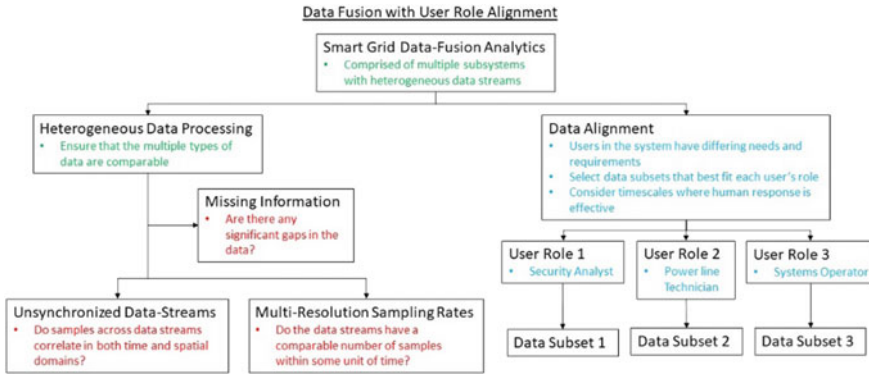 Data Fusion with User Role Alignment
Smart Grid Data-Fusion Analytics
• Comprised of multiple subsystems
with heterogeneous data streams
Heterogeneous Data Processing
• Ensure that the multiple types of
data are comparable
Data Alignment
• Users in the system have differing needs and
requirements
• Select data subsets that best fit each user's role
• Consider timescales where human response is
effective
Missing Information
• Are there any
significant gaps in the
data?
User Role 1
• Security Analyst
User Role 2
• Power line
Technician
User Role 3
• Systems Operator
Unsynchronized Data-Streams
• Do samples across data streams
correlate in both time and spatial
domains?
Multi-Resolution Sampling Rates
• Do the data streams have a
comparable number of samples
within some unit of time?
Data Subset 1
Data Subset 2
Data Subset 3